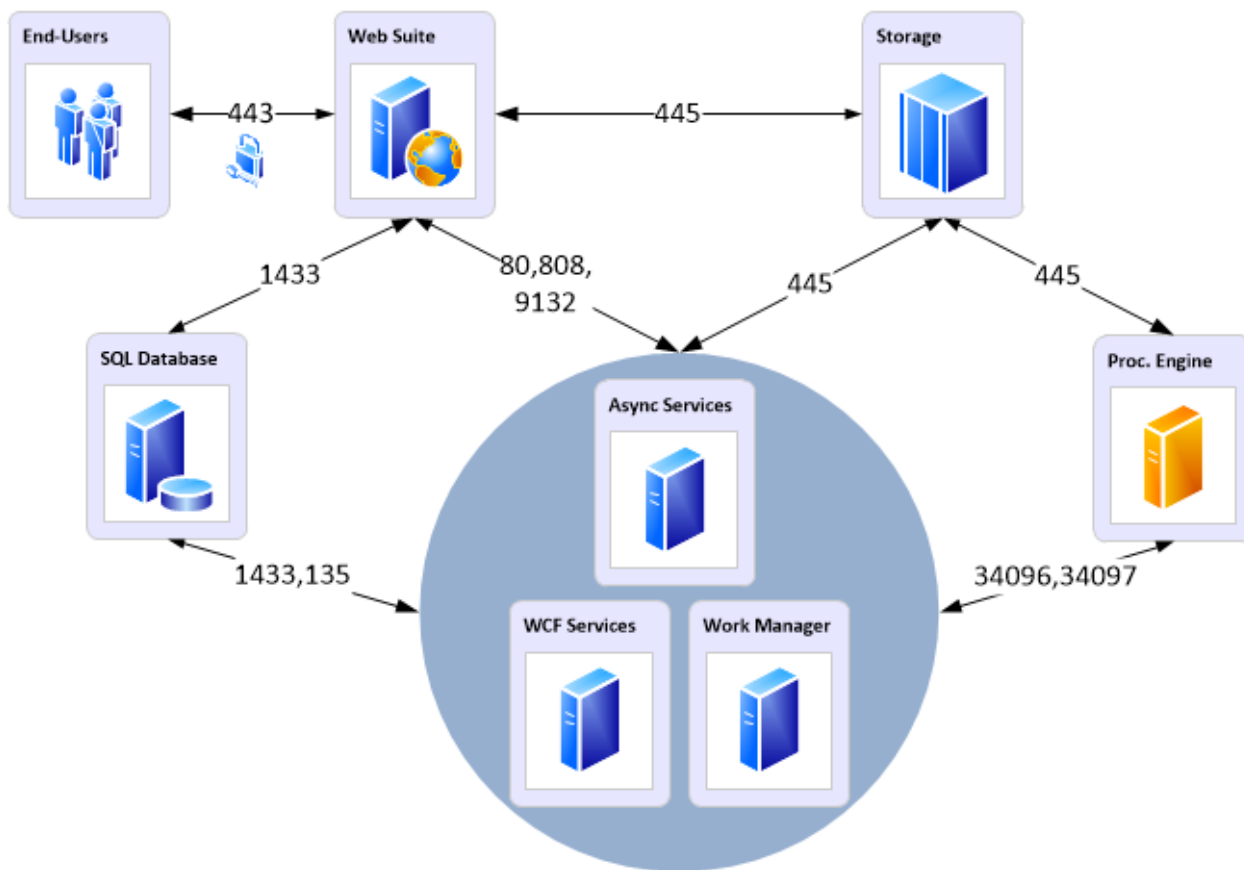 End-Users
Web Suite
Storage
443
445
1433
80,808,
9132
445
445
SQL Database
Proc. Engine
Async Services
1433,135
34096,34097
WCF Services
Work Manager